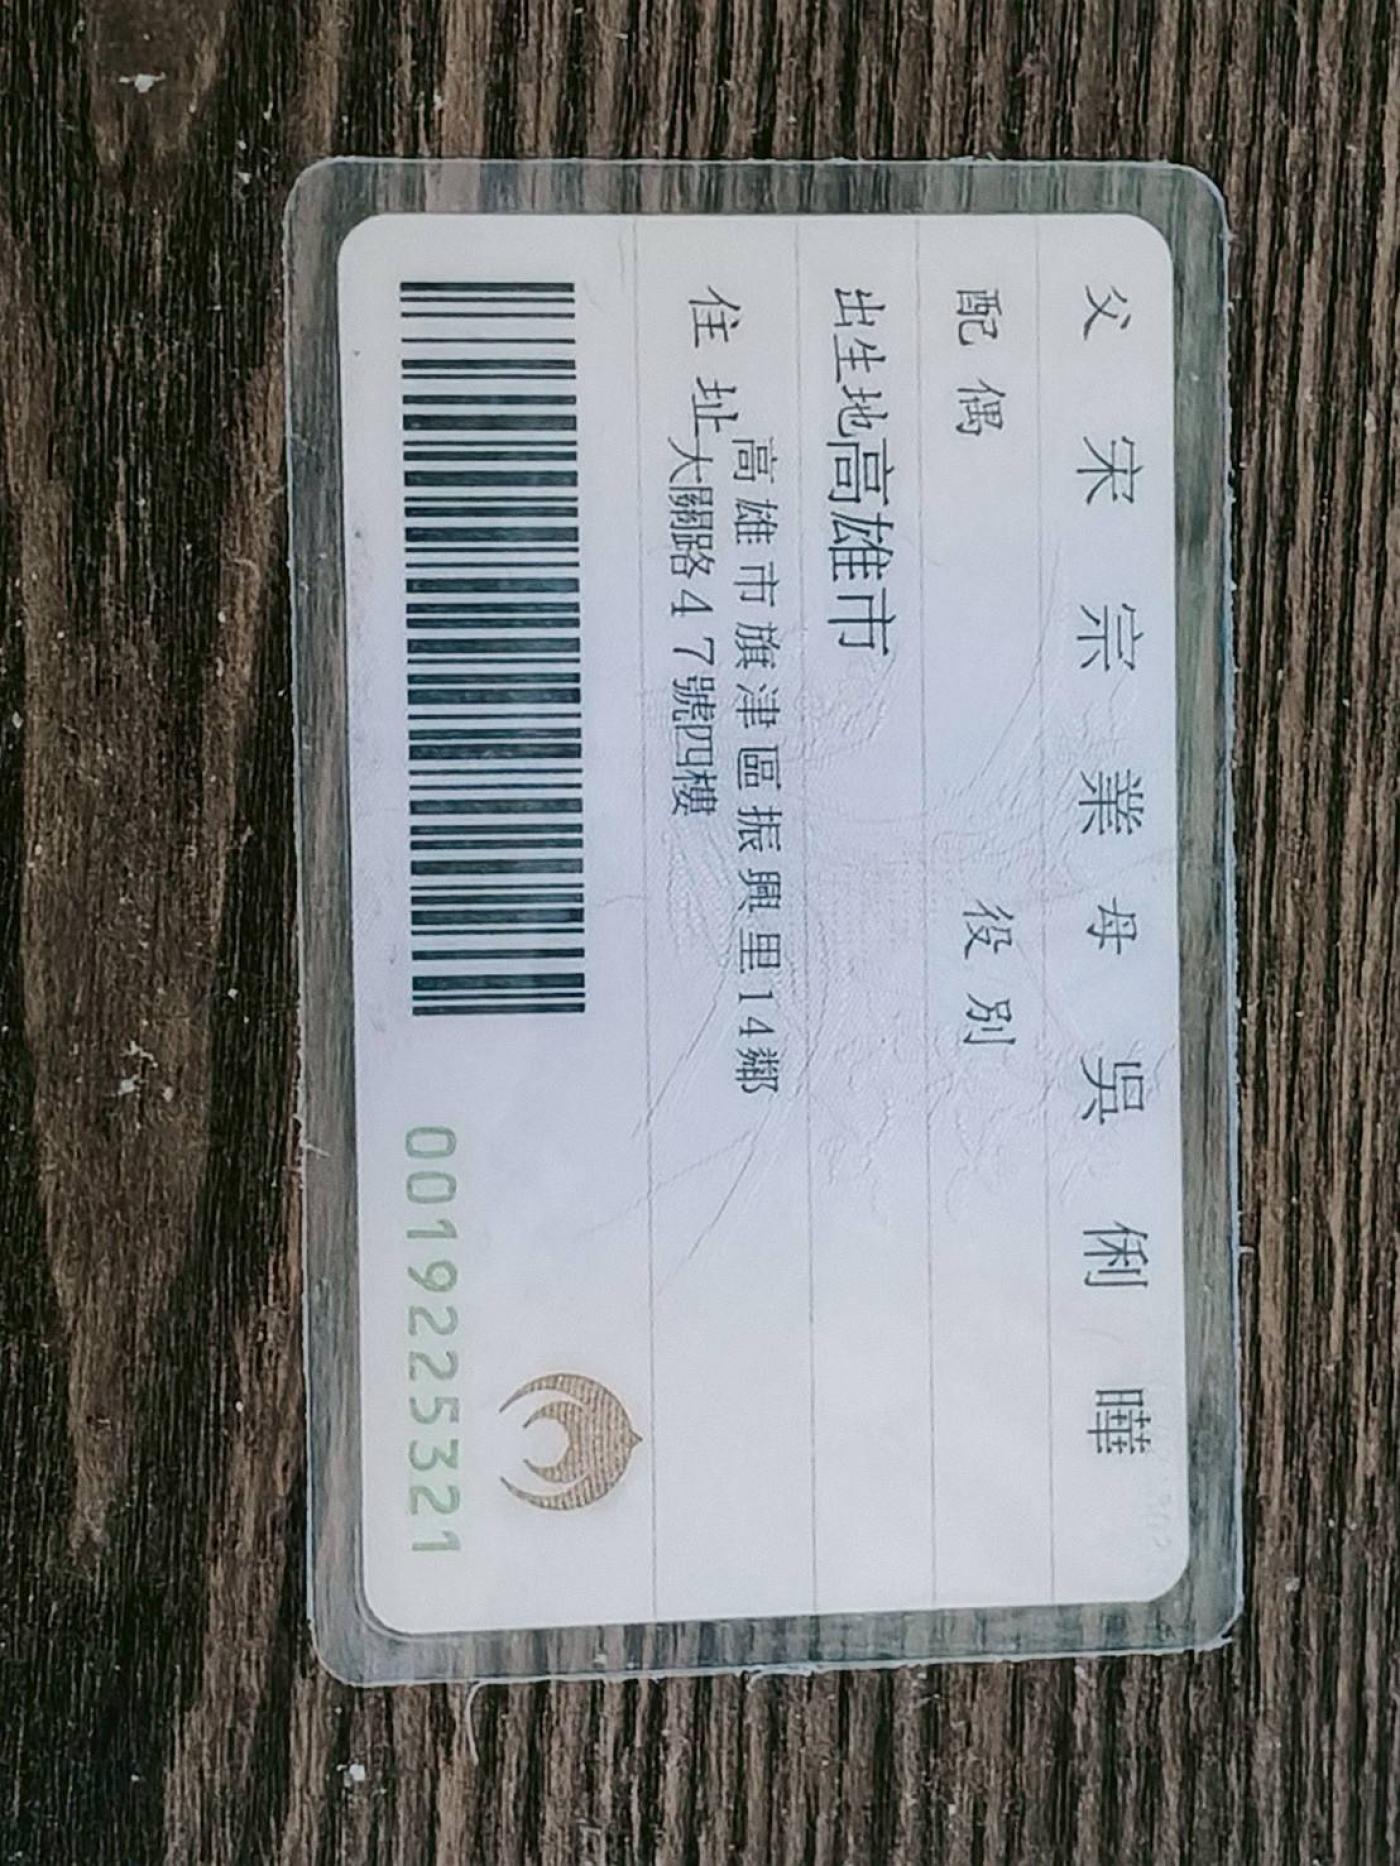 父 宋宗業 母 吳俐曄
配偶 役別
出生地 高雄市
住址 高雄市旗津區振興里14鄰
大關路47號四樓
0019225321